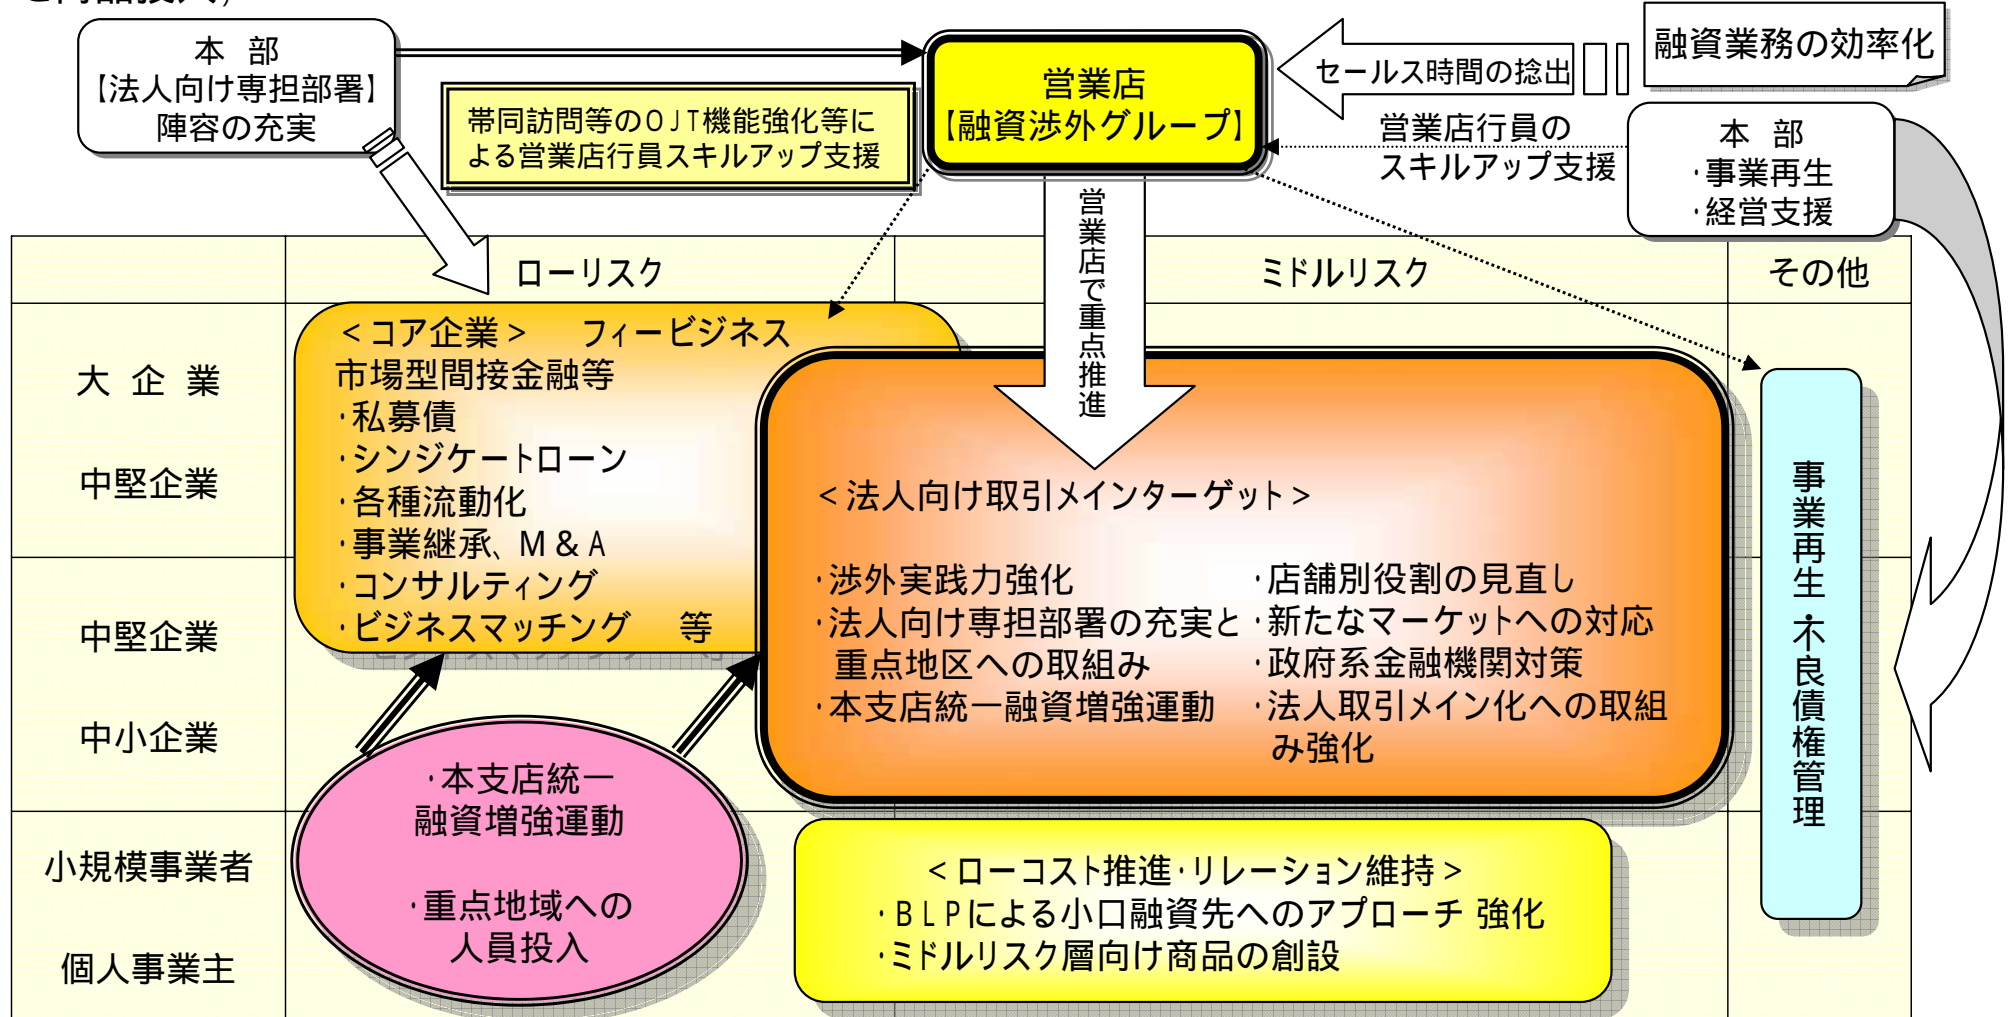 本 部
【法人向け専担部署】
陣容の充実
帯同訪問等のOJT機能強化等に
よる営業店行員スキルアップ支援
営業店
【融資渉外グループ】
セールス時間の捻出
融資業務の効率化
営業店行員の
スキルアップ支援
本 部
・事業再生
・経営支援
営業店で重点推進
ローリスク
ミドルリスク
その他
大 企 業
中堅企業
中堅企業
中小企業
小規模事業者
個人事業主
<コア企業> フィービジネス
市場型間接金融等
・私募債
・シンジケートローン
・各種流動化
・事業継承、M&A
・コンサルティング
・ビジネスマッチング 等
<法人向け取引メインターゲット>
・渉外実践力強化
・法人向け専担部署の充実と
重点地区への取組み
・本支店統一融資増強運動
・店舗別役割の見直し
・新たなマーケットへの対応
・政府系金融機関対策
・法人取引メイン化への取組
み強化
事業再生・不良債権管理
・本支店統一
融資増強運動
・重点地域への
人員投入
<ローコスト推進・リレーション維持>
・BLPによる小口融資先へのアプローチ 強化
・ミドルリスク層向け商品の創設